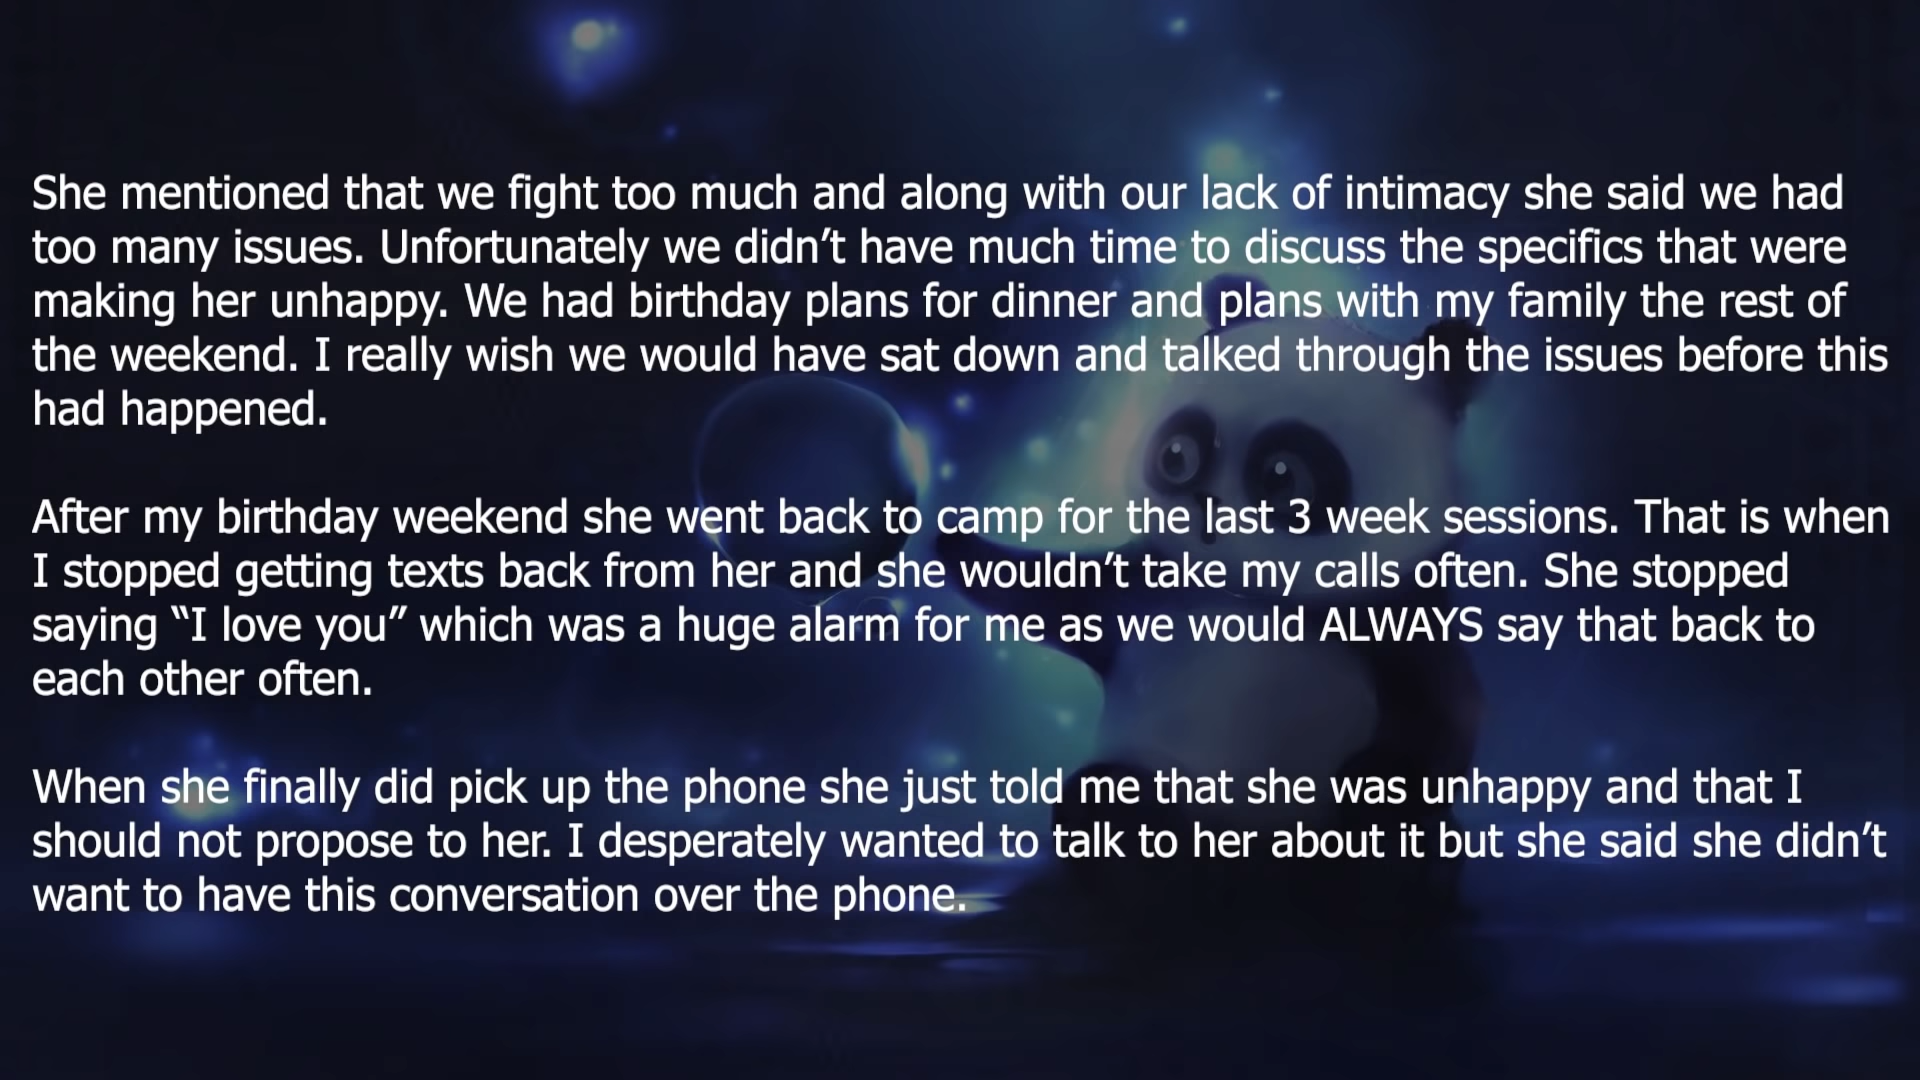 She mentioned that we fight too much and along with our lack of intimacy she said we had
too many issues. Unfortunately we didn’t have much time to discuss the specifics that were
making her unhappy. We had birthday plans for dinner and plans with my family the rest of
the weekend. I really wish we would have sat down and talked through the issues before this
had happened.
After my birthday weekend she went back to camp for the last 3 week sessions. That is when
I stopped getting texts back from her and she wouldn’t take my calls often. She stopped
saying “I love you” which was a huge alarm for me as we would ALWAYS say that back to
each other often.
When she finally did pick up the phone she just told me that she was unhappy and that I
should not propose to her. I desperately wanted to talk to her about it but she said she didn’t
want to have this conversation over the phone.